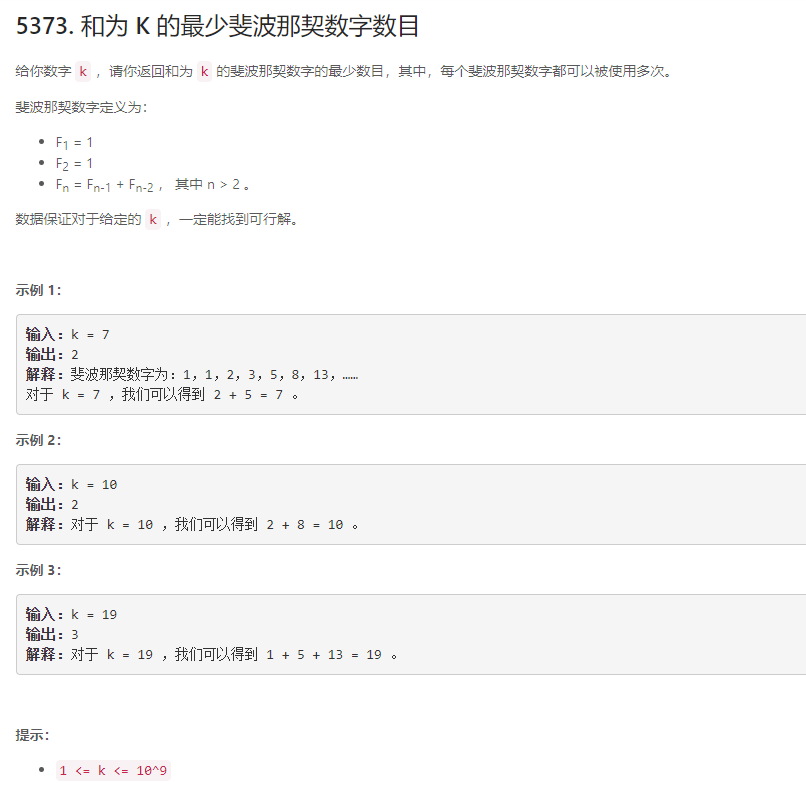 5373. 和为 K 的最少斐波那契数字数目
给你数字 k ，请你返回和为 k 的斐波那契数字的最少数目，其中，每个斐波那契数字都可以被使用多次。
斐波那契数字定义为：
• F1 = 1
• F2 = 1
• Fn = Fn-1 + Fn-2 ， 其中 n > 2 。
数据保证对于给定的 k ，一定能找到可行解。
示例 1：
输入：k = 7
输出：2
解释：斐波那契数字为：1，1，2，3，5，8，13，……
对于 k = 7 ，我们可以得到 2 + 5 = 7 。
示例 2：
输入：k = 10
输出：2
解释：对于 k = 10 ，我们可以得到 2 + 8 = 10 。
示例 3：
输入：k = 19
输出：3
解释：对于 k = 19 ，我们可以得到 1 + 5 + 13 = 19 。
提示：
• 1 <= k <= 10^9